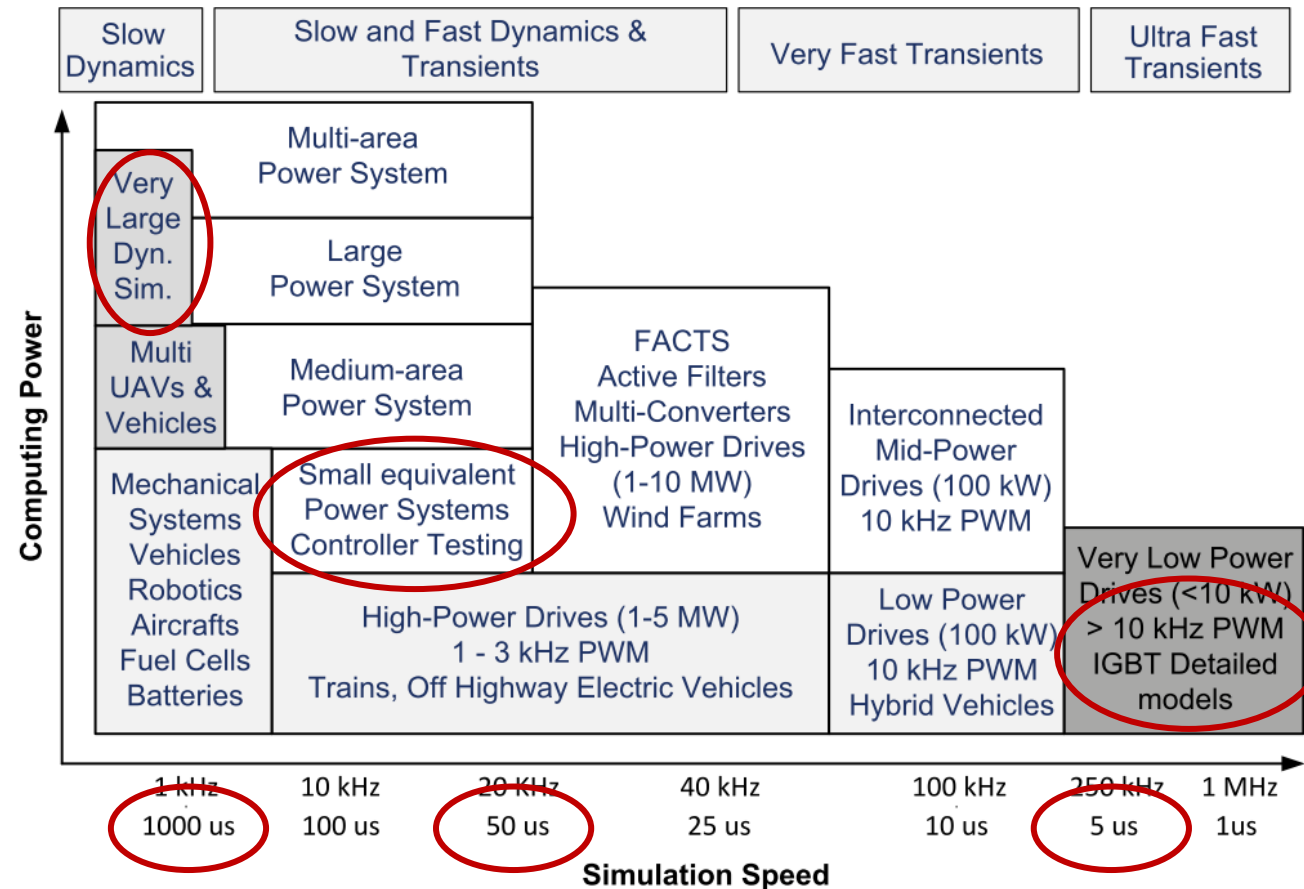 Slow
Dynamics
Slow and Fast Dynamics &
Transients
Very Fast Transients
Ultra Fast
Transients
Computing Power
Multi-area
Power System
Very
Large
Dyn.
Sim.
Large
Power System
Multi
UAVs &
Vehicles
Medium-area
Power System
FACTS
Active Filters
Multi-Converters
High-Power Drives
(1-10 MW)
Wind Farms
Interconnected
Mid-Power
Drives (100 kW)
10 kHz PWM
Mechanical
Systems
Vehicles
Robotics
Aircrafts
Fuel Cells
Batteries
Small equivalent
Power Systems
Controller Testing
High-Power Drives (1-5 MW)
1 - 3 kHz PWM
Trains, Off Highway Electric Vehicles
Low Power
Drives (100 kW)
10 kHz PWM
Hybrid Vehicles
Very Low Power
Drives (<10 kW)
> 10 kHz PWM
IGBT Detailed
models
1 kHz 10 kHz 20 KHz 40 kHz 100 kHz 250 kHz 1 MHz
1000 us 100 us 50 us 25 us 10 us 5 us 1us
Simulation Speed